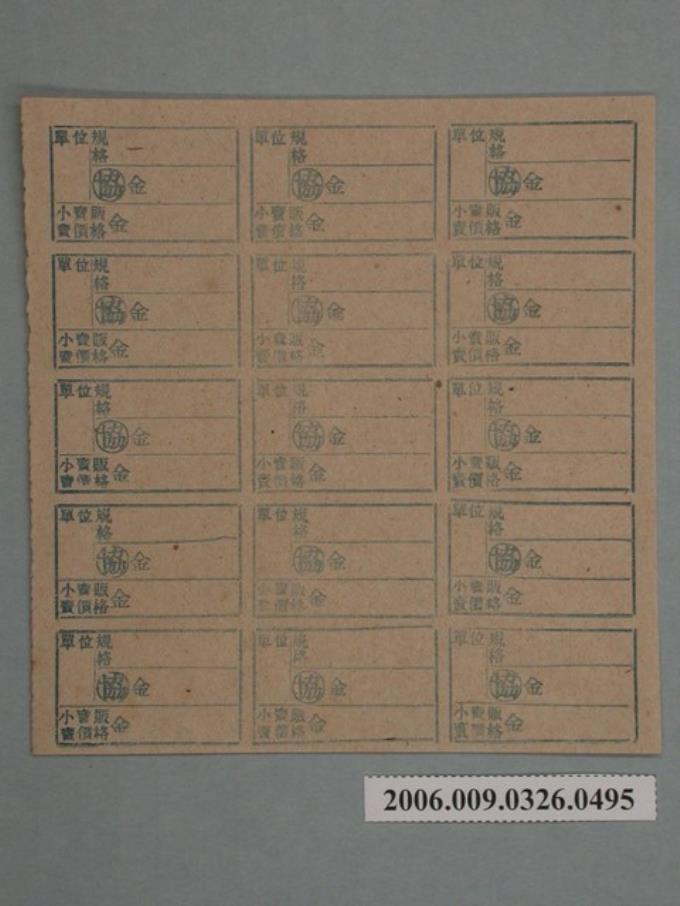 單位規
格
協金
小賣販
賣價格金
單位規
格
協金
小賣販
賣價格金
單位規
格
協金
小賣販
賣價格金
單位規
格
協金
小賣販
賣價格金
單位規
格
協金
小賣販
賣價格金
單位規
格
協金
小賣販
賣價格金
單位規
格
協金
小賣販
賣價格金
單位規
格
協金
小賣販
賣價格金
單位規
格
協金
小賣販
賣價格金
單位規
格
協金
小賣販
賣價格金
單位規
格
協金
小賣販
價格金
單位規
格
協金
小賣販
賣價格金
單位規
格
協金
小賣販
賣價格金
單位規
格
協金
小賣販
賣價格金
單位規
格
協金
小賣販
賣價格金
2006.009.0326.0495